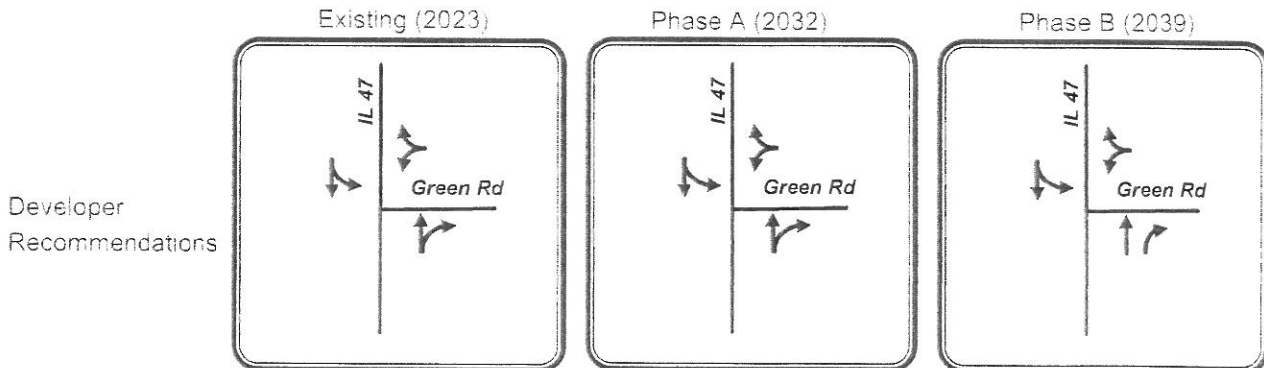 Existing (2023)
Phase A (2032)
Phase B (2039)
IL 47
Green Rd
IL 47
Green Rd
IL 47
Green Rd
Developer
Recommendations